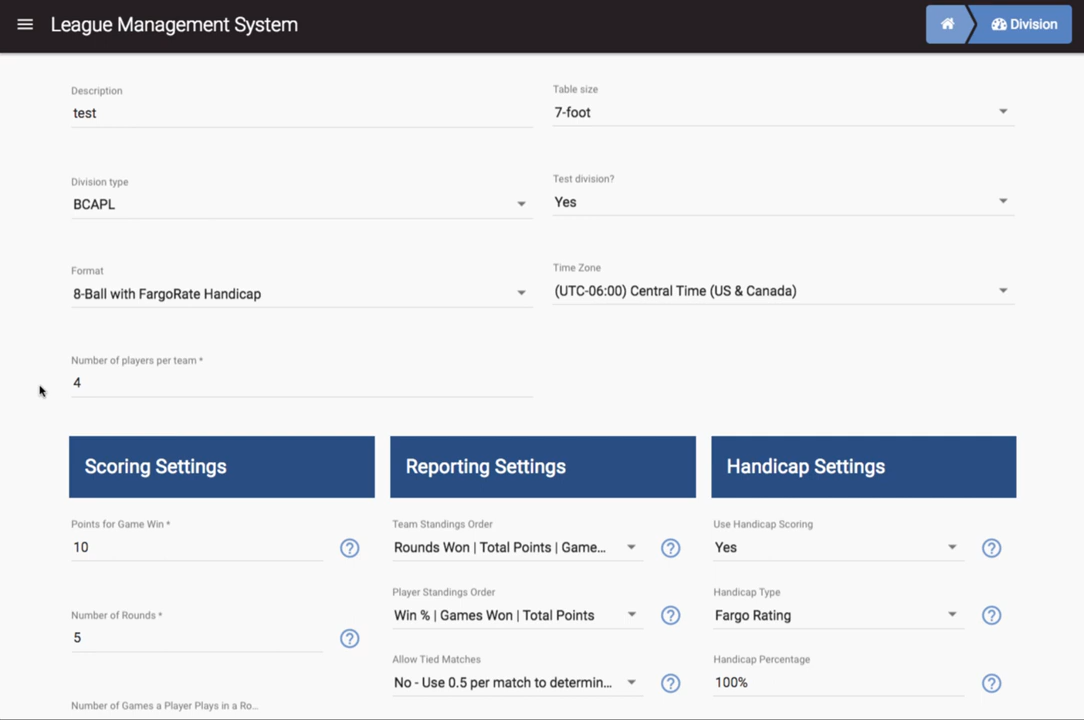 League Management System
Division
Description
test
Table size
7-foot
Division type
BCAPL
Test division?
Yes
Format
8-Ball with FargoRate Handicap
Time Zone
(UTC-06:00) Central Time (US & Canada)
Number of players per team *
4
Scoring Settings
Reporting Settings
Handicap Settings
Points for Game Win *
10
Team Standings Order
Rounds Won | Total Points | Game...
Use Handicap Scoring
Yes
Number of Rounds *
5
Player Standings Order
Win % | Games Won | Total Points
Handicap Type
Fargo Rating
Allow Tied Matches
No - Use 0.5 per match to determin...
Handicap Percentage
100%
Number of Games a Player Plays in a Ro...